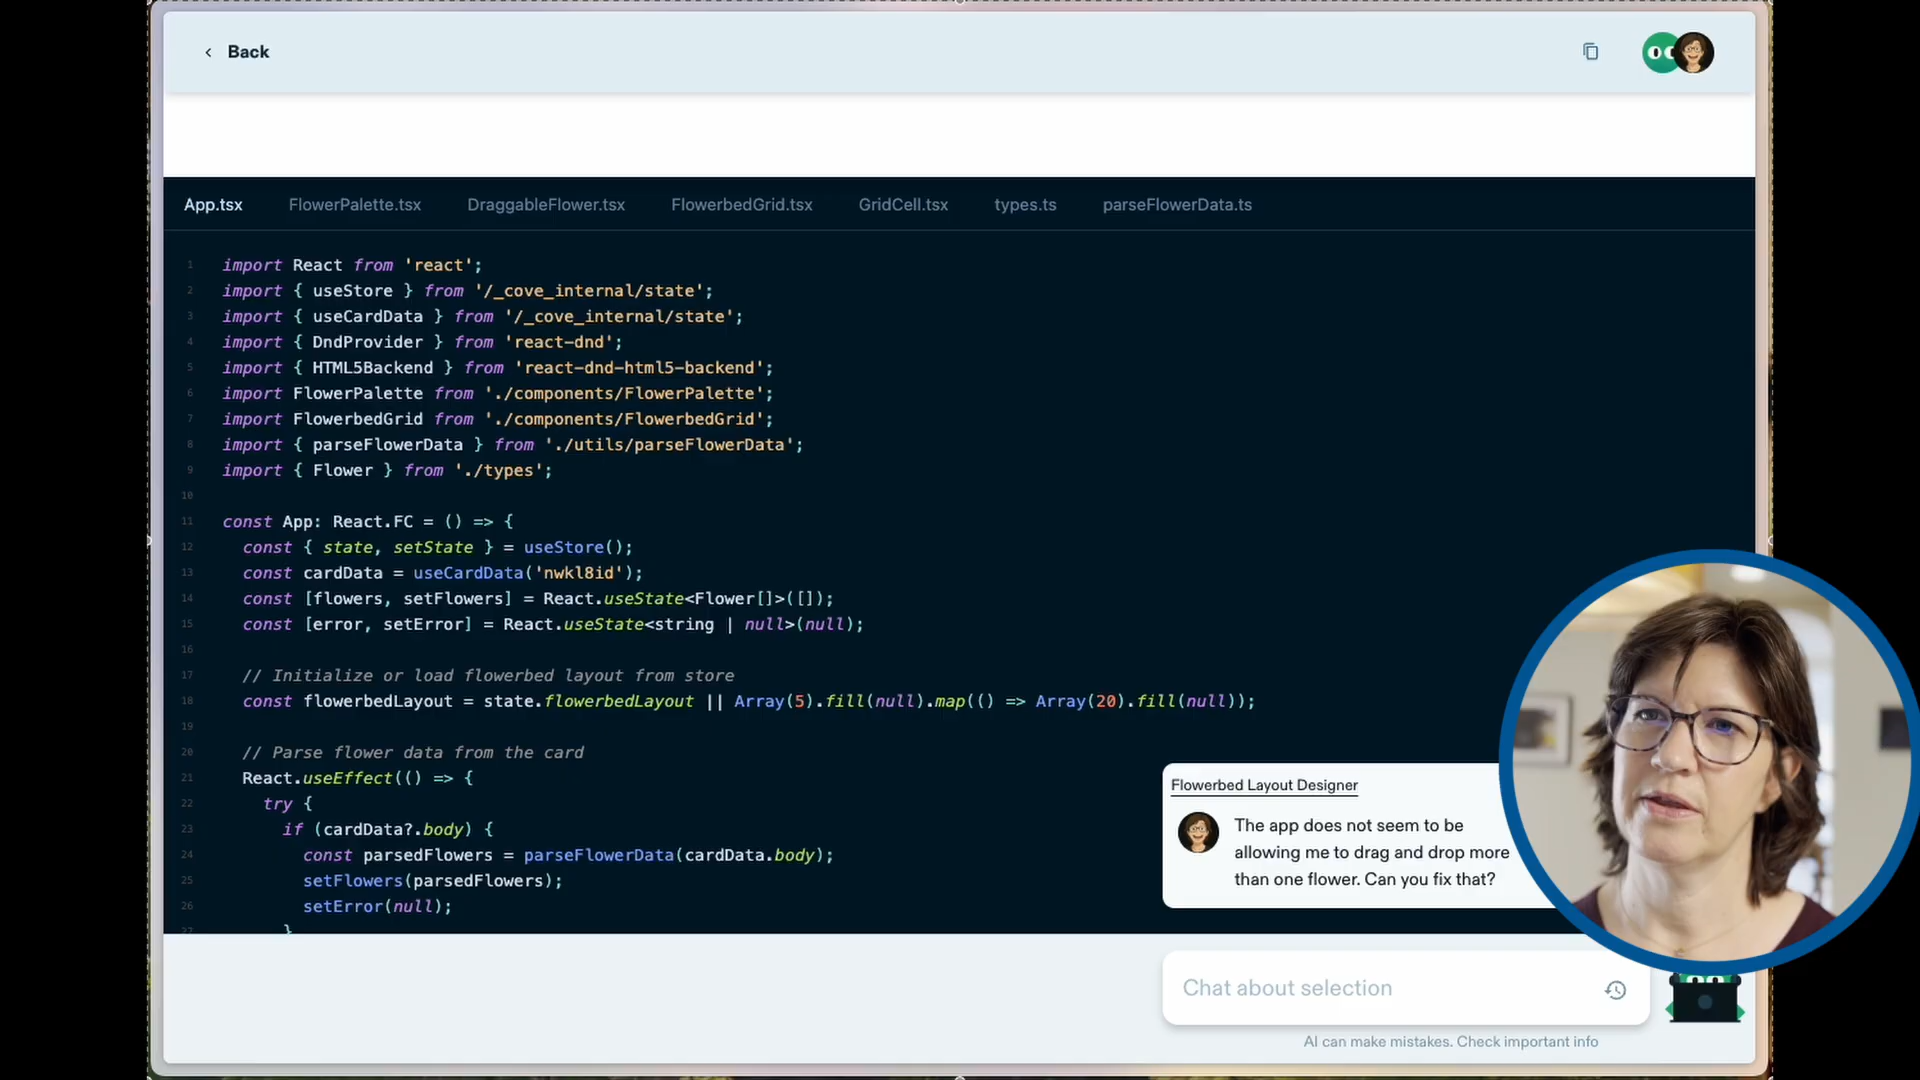 Back
App.tsx
FlowerPalette.tsx
DraggableFlower.tsx
FlowerbedGrid.tsx
GridCell.tsx
types.ts
parseFlowerData.ts
1 import React from 'react';
2 import { useStore } from '/_cove_internal/state';
3 import { useCardData } from '/_cove_internal/state';
4 import { DndProvider } from 'react-dnd';
5 import { HTML5Backend } from 'react-dnd-html5-backend';
6 import FlowerPalette from './components/FlowerPalette';
7 import FlowerbedGrid from './components/FlowerbedGrid';
8 import { parseFlowerData } from './utils/parseFlowerData';
9 import { Flower } from './types';
10
11 const App: React.FC = () => {
12 const { state, setState } = useStore();
13 const cardData = useCardData('nwkl8id');
14 const [flowers, setFlowers] = React.useState<Flower[]>([]);
15 const [error, setError] = React.useState<string | null>(null);
16
17 // Initialize or load flowerbed layout from store
18 const flowerbedLayout = state.flowerbedLayout || Array(5).fill(null).map(() => Array(20).fill(null));
19
20 // Parse flower data from the card
21 React.useEffect(() => {
22 try {
23 if (cardData?.body) {
24 const parsedFlowers = parseFlowerData(cardData.body);
25 setFlowers(parsedFlowers);
26 setError(null);
27 }
Flowerbed Layout Designer
The app does not seem to be
allowing me to drag and drop more
than one flower. Can you fix that?
Chat about selection
AI can make mistakes. Check important info